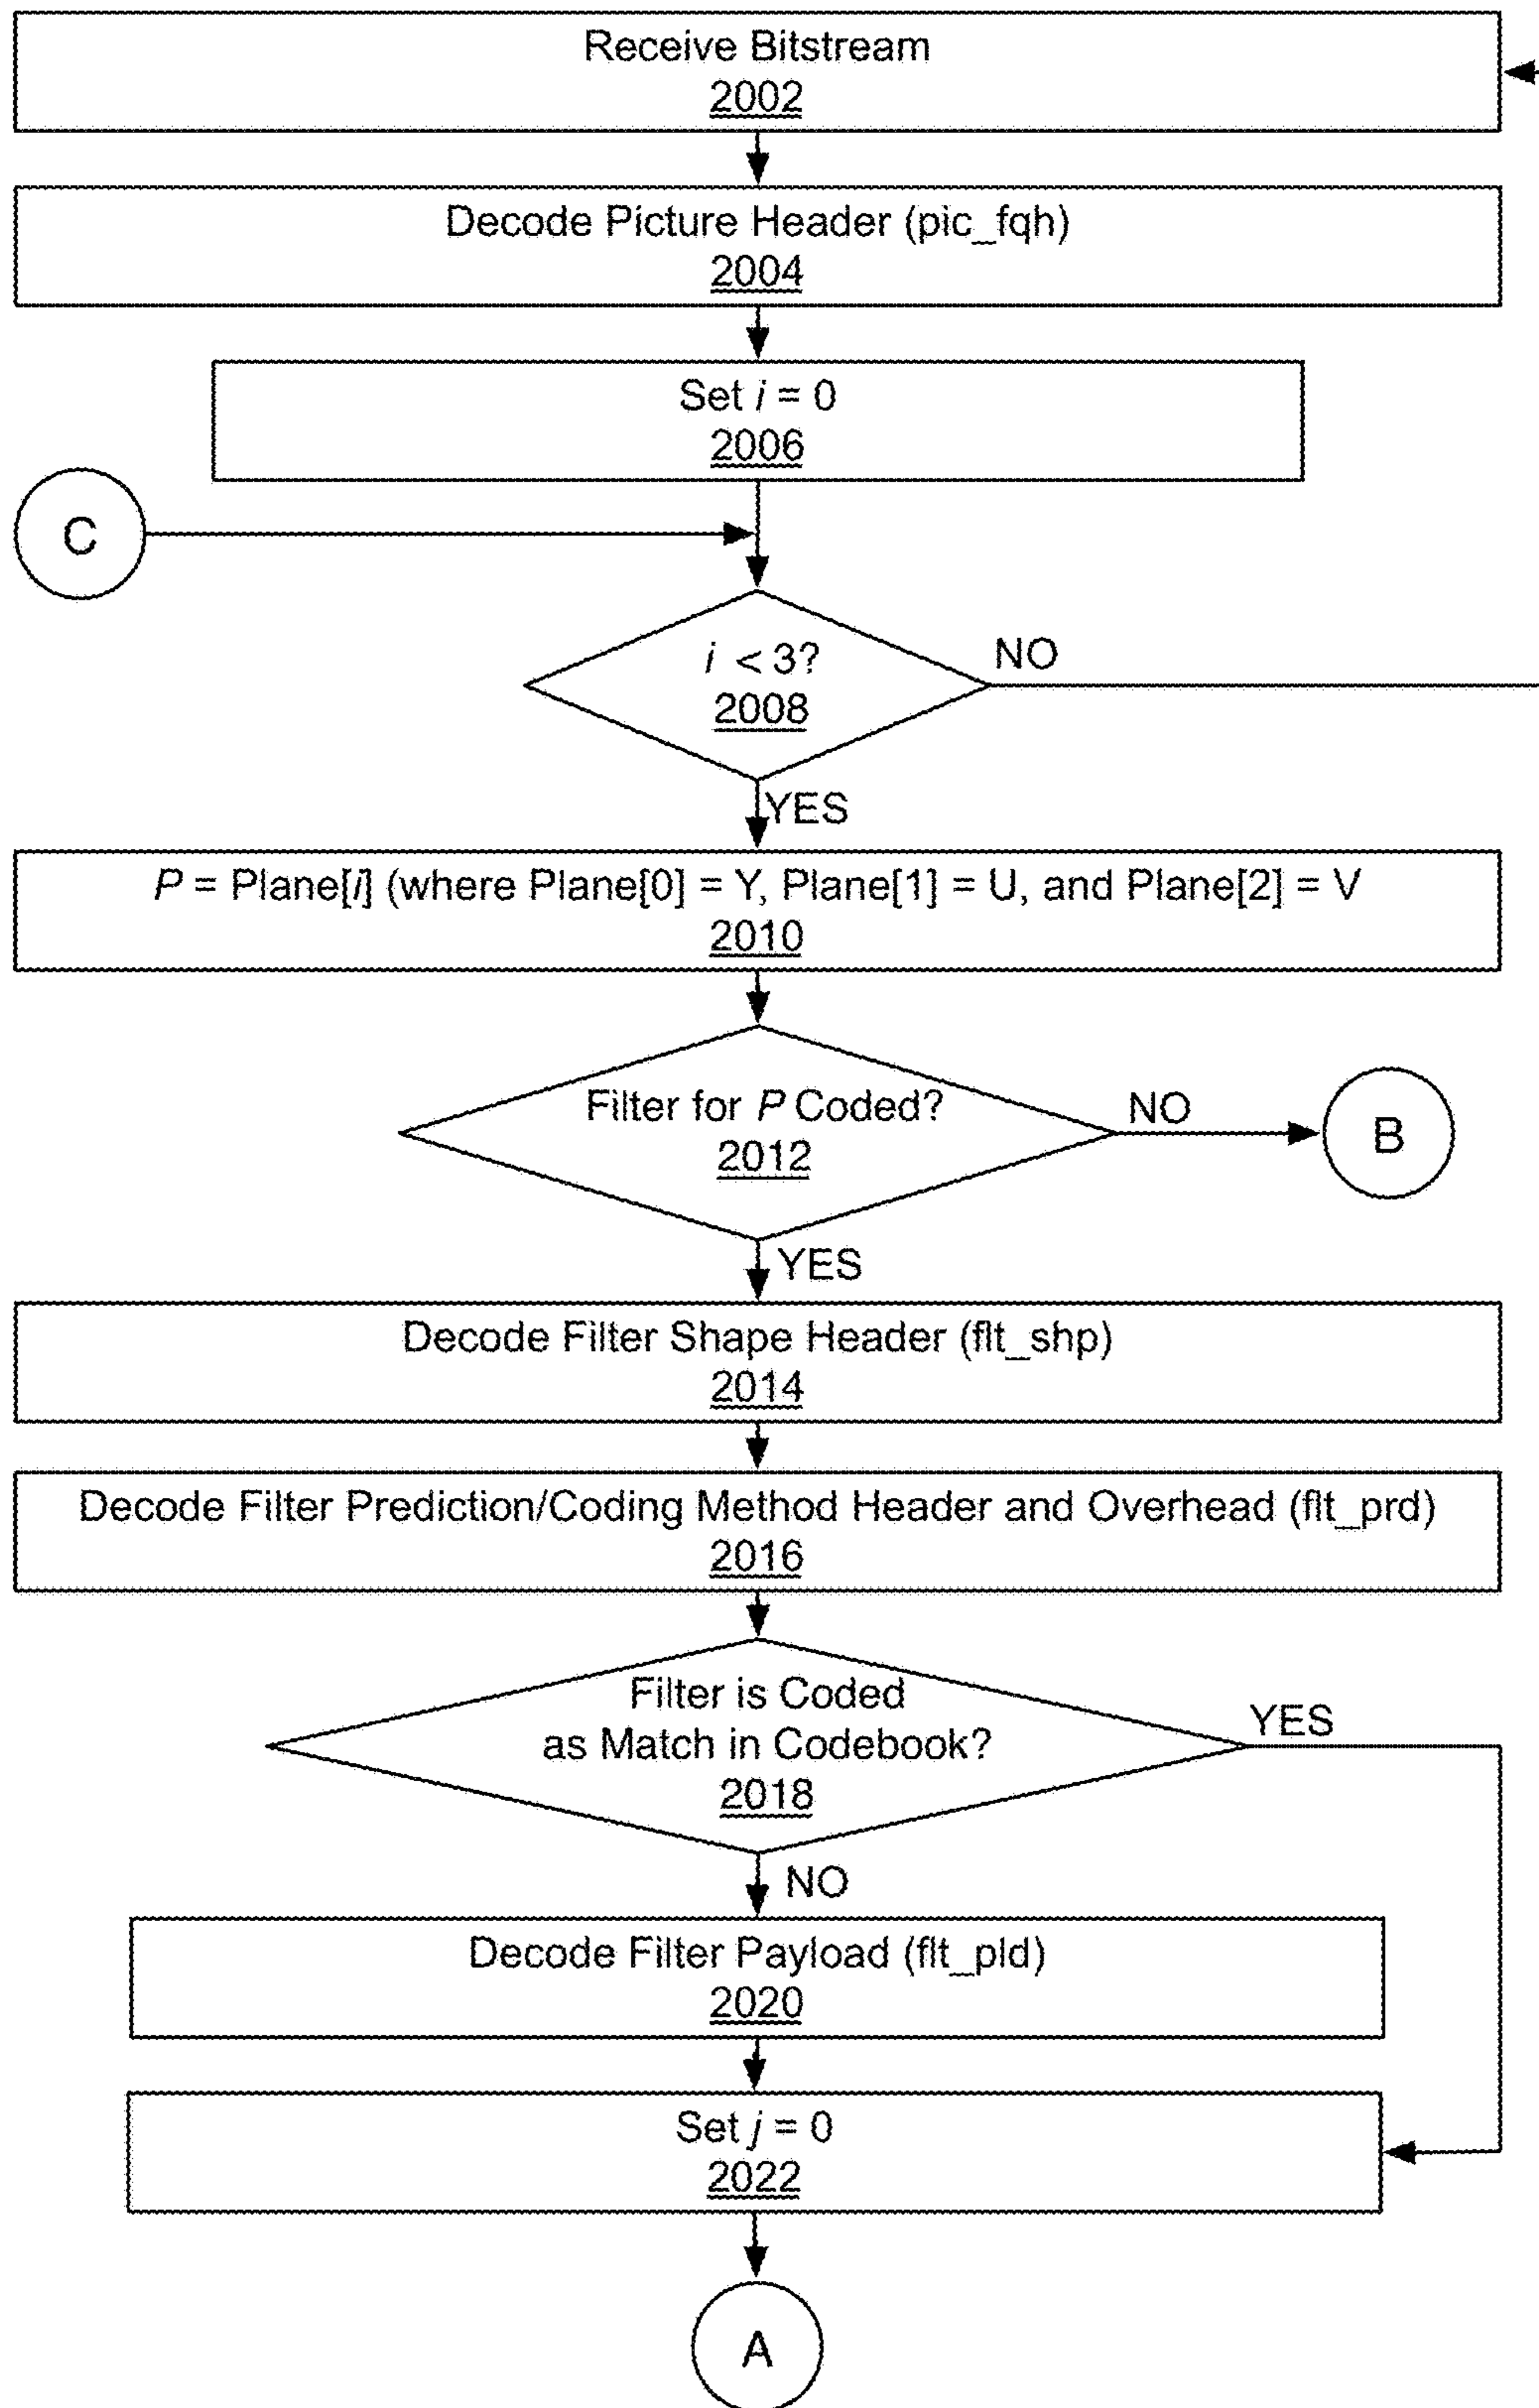 Receive Bitstream
2002
Decode Picture Header (pic_fqh)
2004
Set i = 0
2006
C
i < 3?
2008
NO
YES
P = Plane[i] (where Plane[0] = Y, Plane[1] = U, and Plane[2] = V
2010
Filter for P Coded?
2012
NO
B
YES
Decode Filter Shape Header (flt_shp)
2014
Decode Filter Prediction/Coding Method Header and Overhead (flt_prd)
2016
Filter is Coded
as Match in Codebook?
2018
YES
NO
Decode Filter Payload (flt_pld)
2020
Set j = 0
2022
A